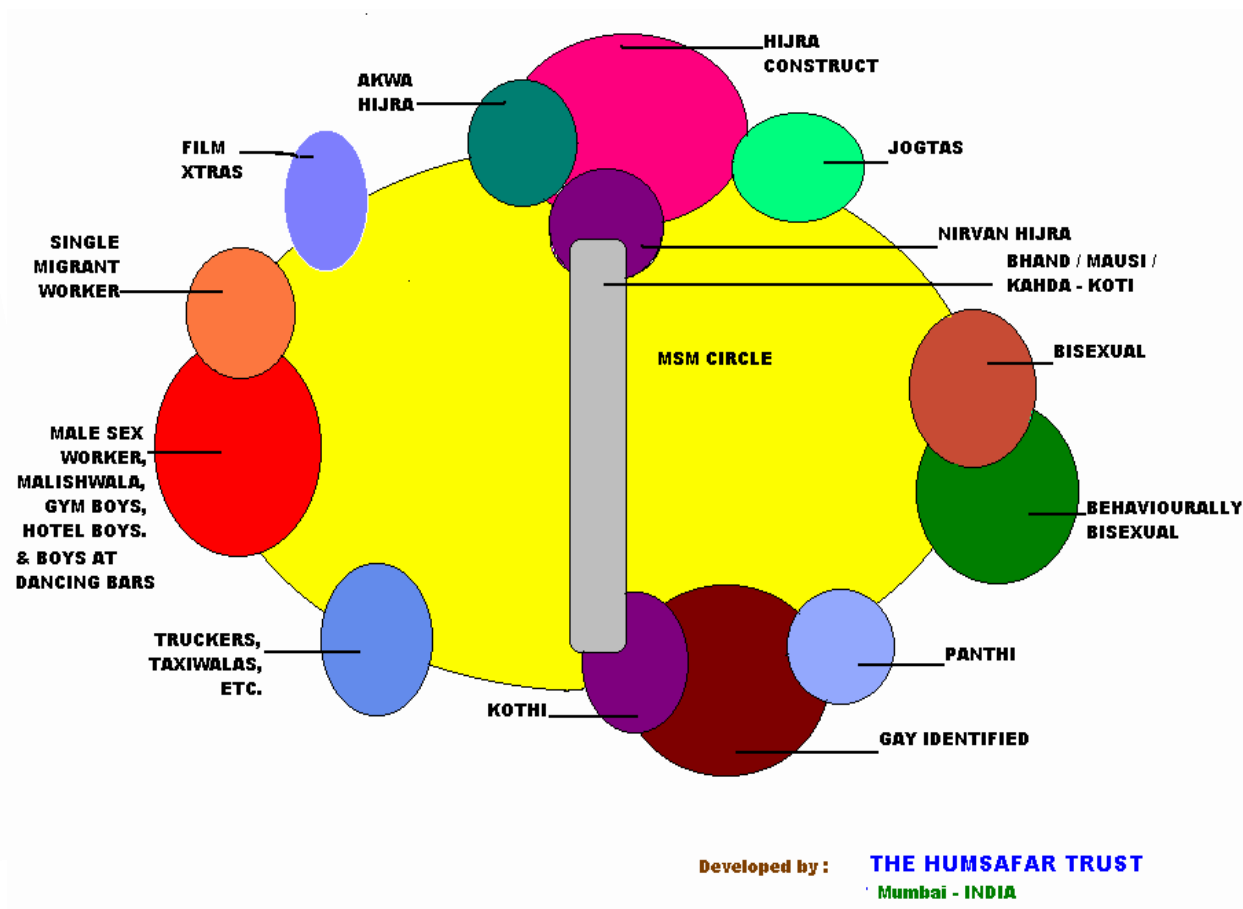 HIJRA
CONSTRUCT
AKWA
HIJRA
FILM
XTRAS
JOGTAS
SINGLE
MIGRANT
WORKER
NIRVAN HIJRA
BHAND / MAUSI /
KAHDA - KOTI
MSM CIRCLE
BISEXUAL
MALE SEX
WORKER,
MALISHWALA,
GYM BOYS,
HOTEL BOYS.
& BOYS AT
DANCING BARS
BEHAVIOURALLY
BISEXUAL
TRUCKERS,
TAXIWALAS,
ETC.
PANTHI
KOTHI
GAY IDENTIFIED
Developed by : THE HUMSAFAR TRUST
Mumbai - INDIA